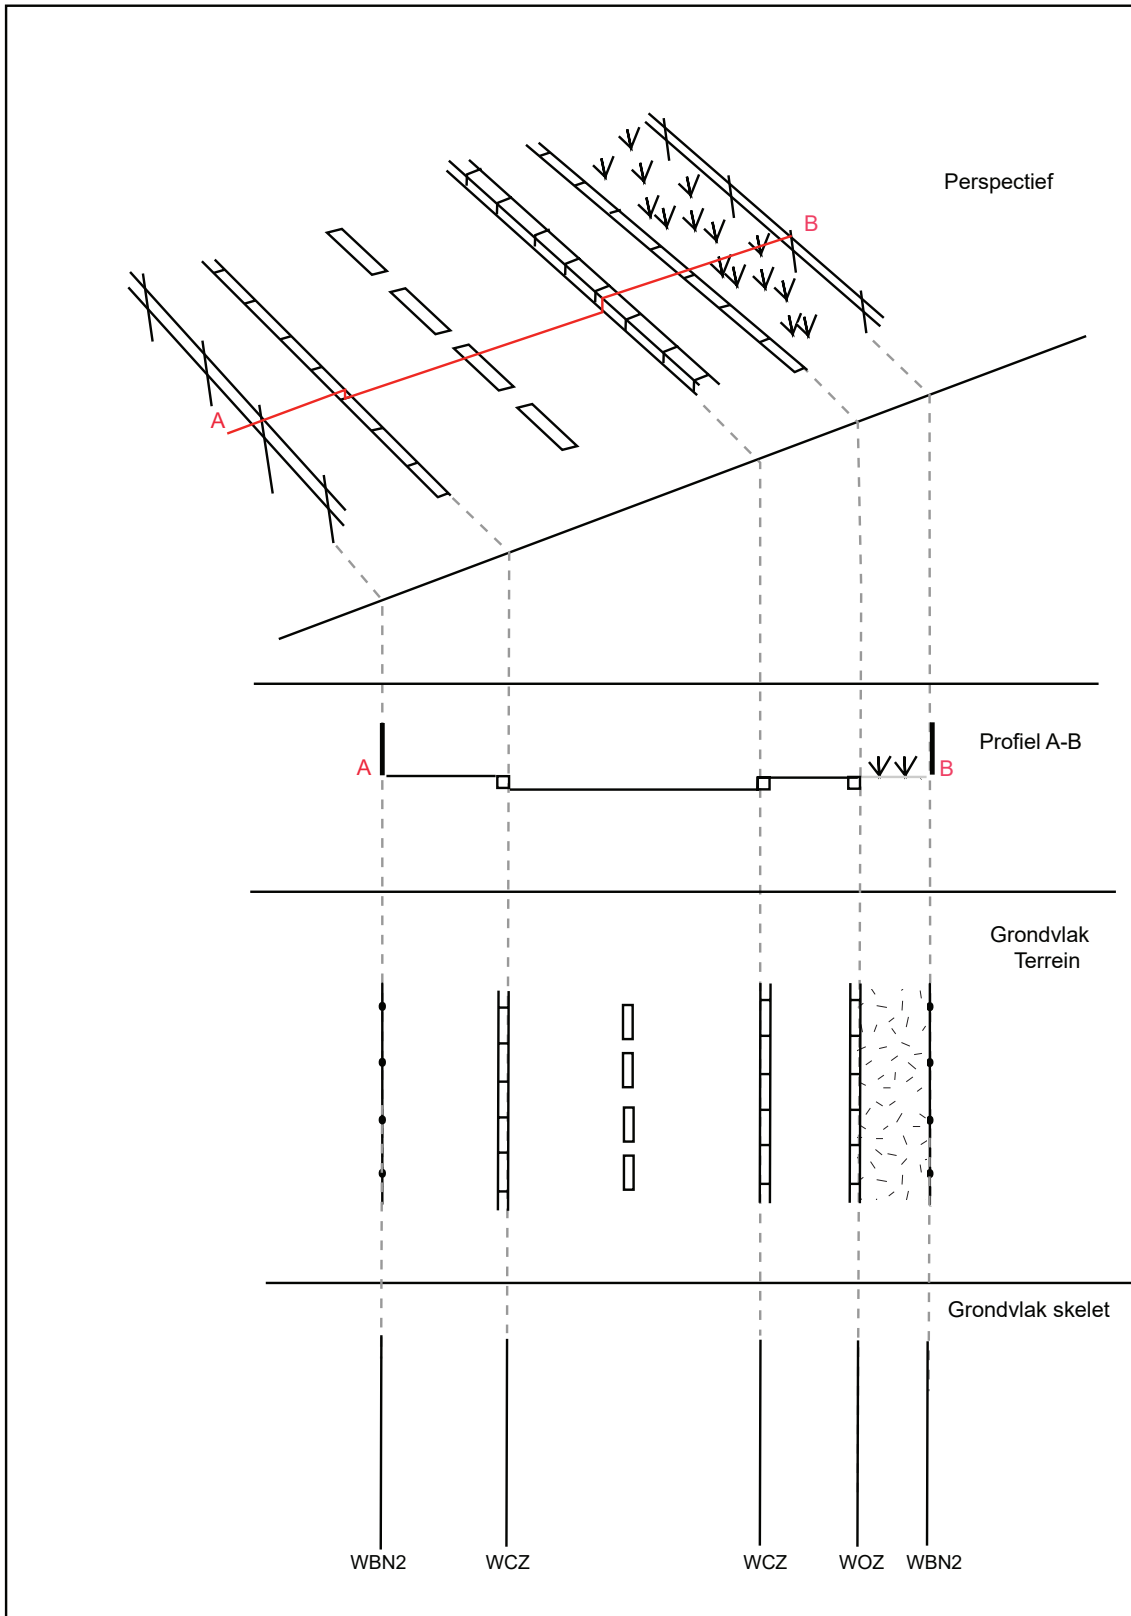 Perspectief
B
A
Profiel A-B
A
B
Grondvlak
Terrein
Grondvlak skelet
WBN2 WCZ WCZ WOZ WBN2